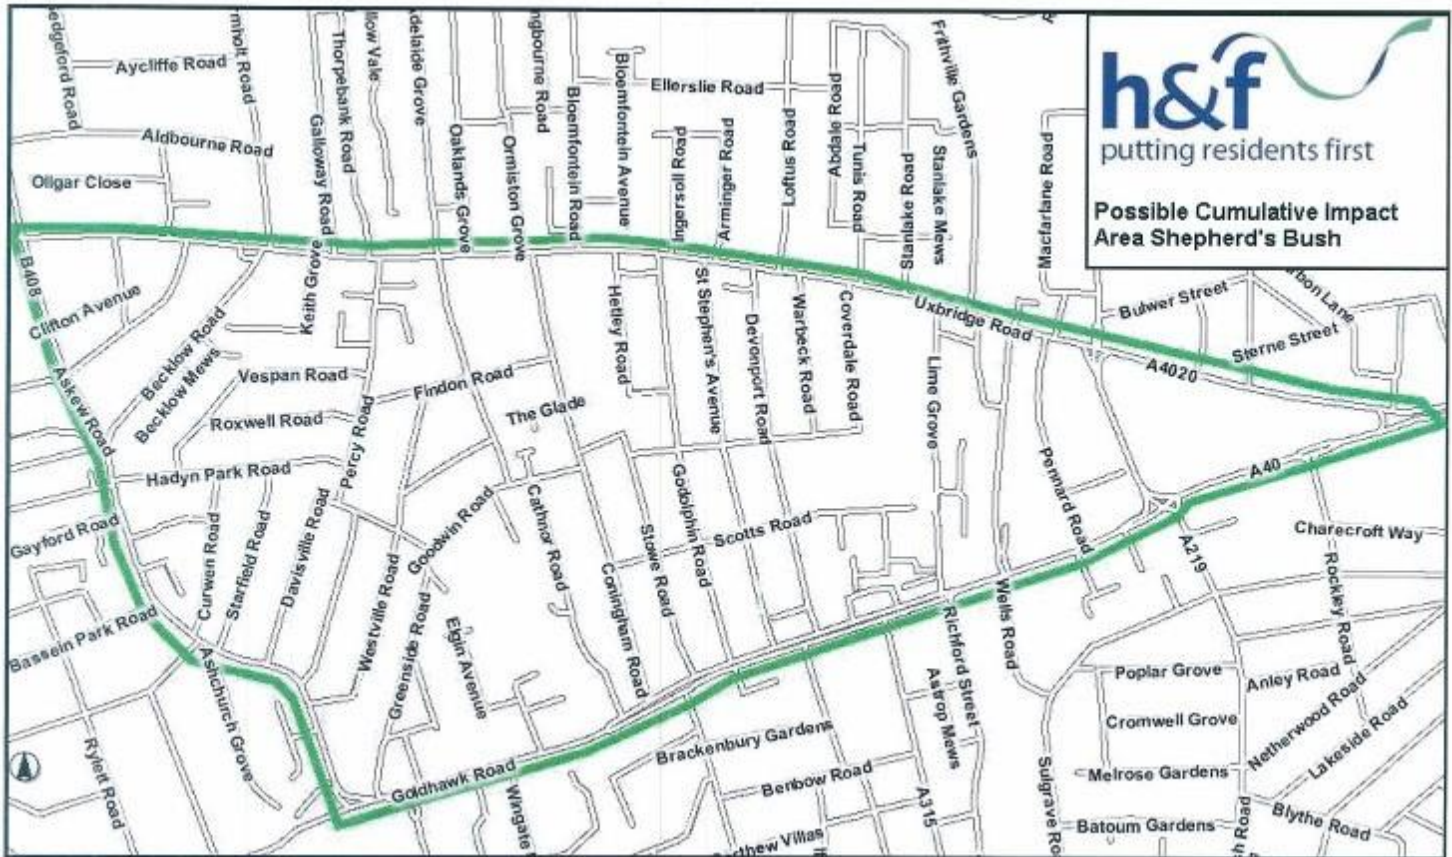 h&f
putting residents first
Possible Cumulative Impact
Area Shepherd's Bush
Aycliffe Road
Aldbourne Road
Ollgar Close
Galloway Road
Thorpebank Road
Oaklands Grove
Ormiston Grove
Bloemfontein Road
Bloemfontein Avenue
Ellerslie Road
Ingersoll Road
Arminger Road
Loftus Road
Abdale Road
Tunis Road
Stanlake Road
Stanlake Mews
Frithville Gardens
Macfarlane Road
Bulwer Street
Sterne Street
B408
Clifton Avenue
Askew Road
Becklow Road
Becklow Mews
Keith Grove
Vespan Road
Roxwell Road
Hadyn Park Road
Percy Road
Findon Road
The Glade
Hetley Road
St Stephen's Avenue
Devonport Road
Warbeck Road
Coverdale Road
Uxbridge Road
Lime Grove
A4020
A40
Pennard Road
A219
Charecroft Way
Rockley Road
Gayford Road
Bassein Park Road
Curwen Road
Starfield Road
Davisville Road
Westville Road
Goodwin Road
Greenside Road
Elgin Avenue
Cathnor Road
Coningham Road
Stowe Road
Godolphin Road
Scotts Road
Wells Road
Richford Street
Astrop Mews
Poplar Grove
Anley Road
Cromwell Grove
Netherwood Road
Lakeside Road
Melrose Gardens
Batoum Gardens
Blythe Road
Ashchurch Grove
Rylett Road
Goldhawk Road
Brackenbury Gardens
Benbow Road
A315